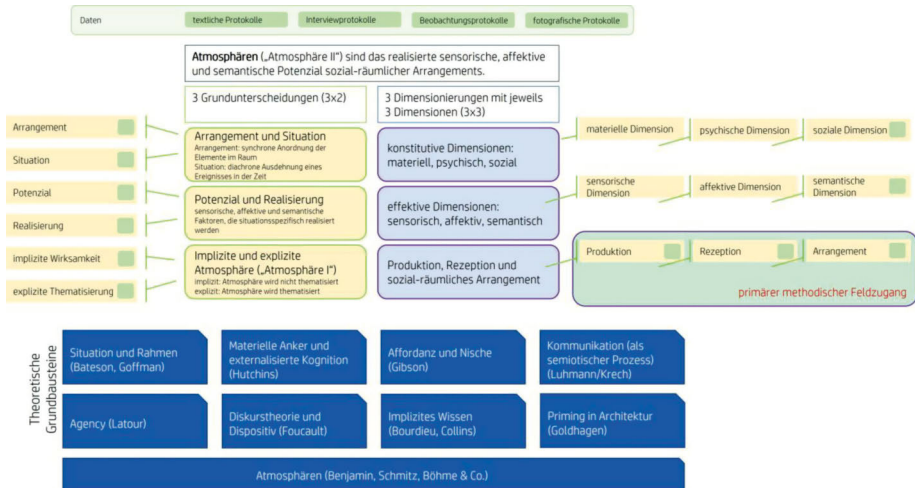 Daten
textliche Protokolle
Interviewprotokolle
Beobachtungsprotokolle
fotografische Protokolle
Atmosphären („Atmosphäre II“) sind das realisierte sensorische, affektive
und semantische Potenzial sozial-räumlicher Arrangements.
3 Grundunterscheidungen (3x2)
3 Dimensionierungen mit jeweils
3 Dimensionen (3x3)
Arrangement
Situation
Potenzial
Realisierung
implizite Wirksamkeit
explizite Thematisierung
Arrangement und Situation
Arrangement: synchrone Anordnung der
Elemente im Raum
Situation: diachrone Ausdehnung eines
Ereignisses in der Zeit
Potenzial und Realisierung
sensorische, affektive und semantische
Faktoren, die situationsspezifisch realisiert
werden
Implizite und explizite
Atmosphäre („Atmosphäre I“)
implizit: Atmosphäre wird nicht thematisiert
explizit: Atmosphäre wird thematisiert
konstitutive Dimensionen:
materiell, psychisch, sozial
effektive Dimensionen:
sensorisch, affektiv, semantisch
Produktion, Rezeption und
sozial-räumliches Arrangement
materielle Dimension
psychische Dimension
soziale Dimension
sensorische
Dimension
affektive Dimension
semantische
Dimension
Produktion
Rezeption
Arrangement
primärer methodischer Feldzugang
Theoretische
Grundbausteine
Situation und Rahmen
(Bateson, Goffman)
Materielle Anker und
externalisierte Kognition
(Hutchins)
Affordanz und Nische
(Gibson)
Kommunikation (als
semiotischer Prozess)
(Luhmann/Krech)
Agency (Latour)
Diskurstheorie und
Dispositiv (Foucault)
Implizites Wissen
(Bourdieu, Collins)
Priming in Architektur
(Goldhagen)
Atmosphären (Benjamin, Schmitz, Böhme & Co.)